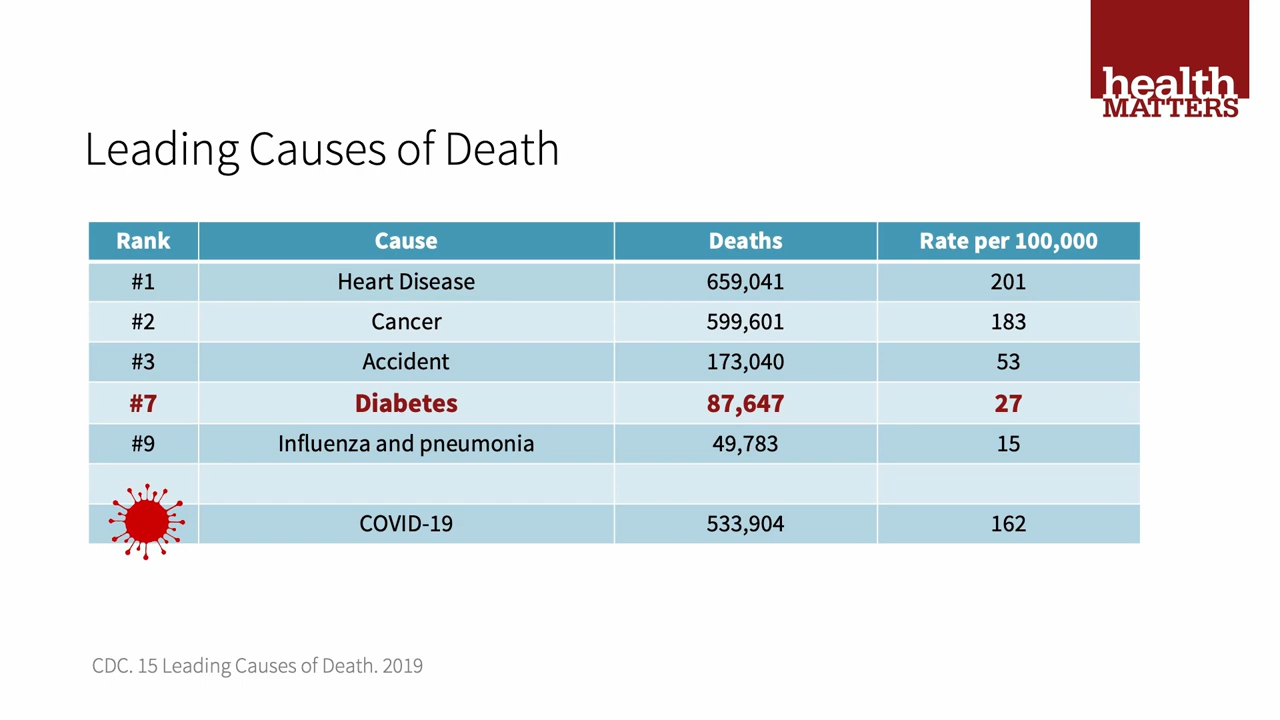 health
MATTERS
Leading Causes of Death
Rank Cause Deaths Rate per 100,000
#1 Heart Disease 659,041 201
#2 Cancer 599,601 183
#3 Accident 173,040 53
#7 Diabetes 87,647 27
#9 Influenza and pneumonia 49,783 15
COVID-19 533,904 162
CDC. 15 Leading Causes of Death. 2019